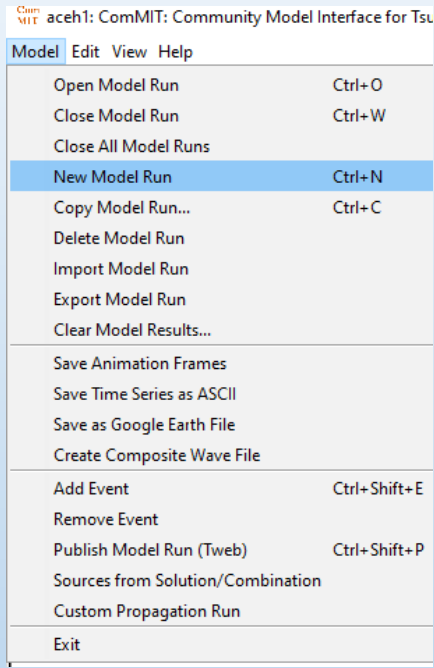 Com
MIT
aceh1: ComMIT: Community Model Interface for Tsu
Model Edit View Help
Open Model Run Ctrl+O
Close Model Run Ctrl+W
Close All Model Runs
New Model Run Ctrl+N
Copy Model Run... Ctrl+C
Delete Model Run
Import Model Run
Export Model Run
Clear Model Results...
Save Animation Frames
Save Time Series as ASCII
Save as Google Earth File
Create Composite Wave File
Add Event Ctrl+Shift+E
Remove Event
Publish Model Run (Tweb) Ctrl+Shift+P
Sources from Solution/Combination
Custom Propagation Run
Exit